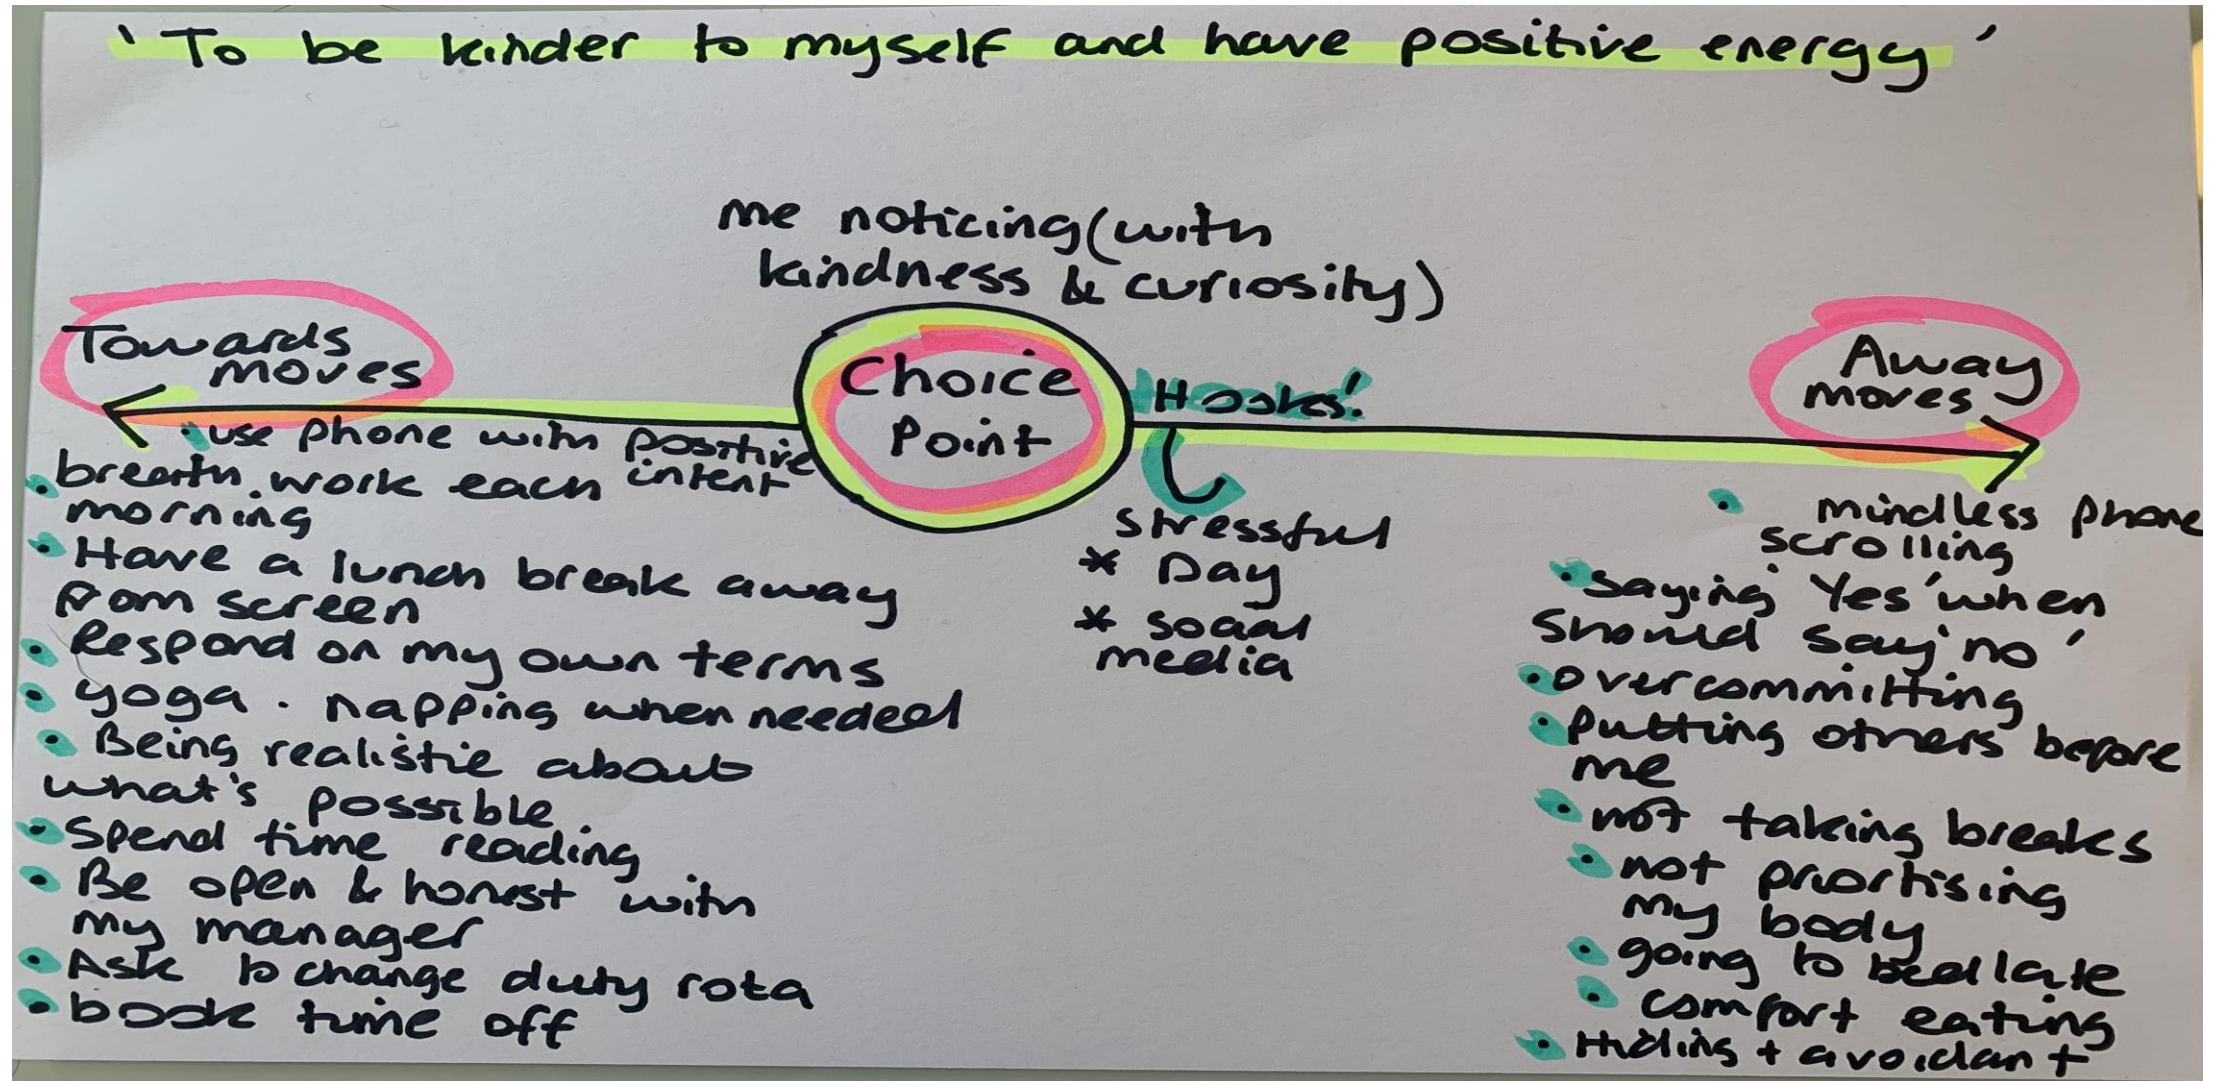 'To be kinder to myself and have positive energy'
me noticing (with
kindness & curiosity)
Towards
moves
Choice
Point
Hooks!
Away
moves
• use phone with positive
intent
• breath work each
morning
• Have a lunch break away
from screen
• Respond on my own terms
• yoga . napping when needed
• Being realistic about
what's possible
• Spend time reading
• Be open & honest with
my manager
• Ask to change duty rota
• book time off
stressful
* Day
* social
media
• mindless phone
scrolling
• saying 'Yes' when
should say 'no'
• overcommitting
• Putting others before
me
• not taking breaks
• not priortising
my body
• going to bed late
• comfort eating
• Hiding + avoidant